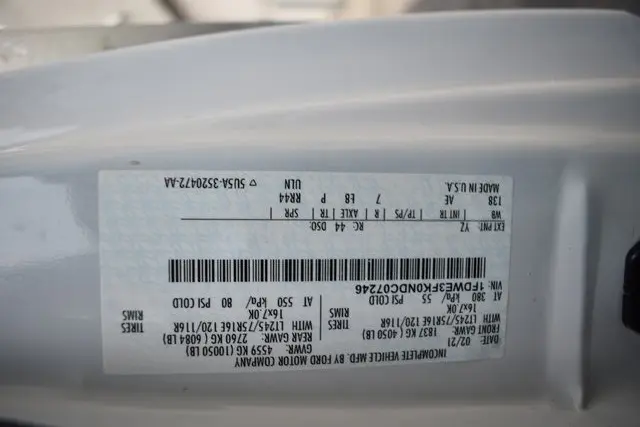 INCOMPLETE VEHICLE MFD. BY FORD MOTOR COMPANY
DATE: 02/21 GVWR: 4559 KG (10050 LB)
FRONT GAWR: 1837 KG (4050 LB) REAR GAWR: 2760 KG (6084 LB)
WITH LT245/75R16E 120/116R TIRES WITH LT245/75R16E 120/116R TIRES
16x7.0K RIMS 16x7.0K RIMS
AT 380 kPa/ 55 PSI COLD AT 550 kPa/ 80 PSI COLD
VIN: 1FDWE3FK0NDC07246
EXT PNT: YZ RC: 44 DSO:
WB INT TR TP/PS R AXLE TR SPR
138 AE 7 E8 P RR44
MADE IN U.S.A. ULN
5U5A-3520472-AA